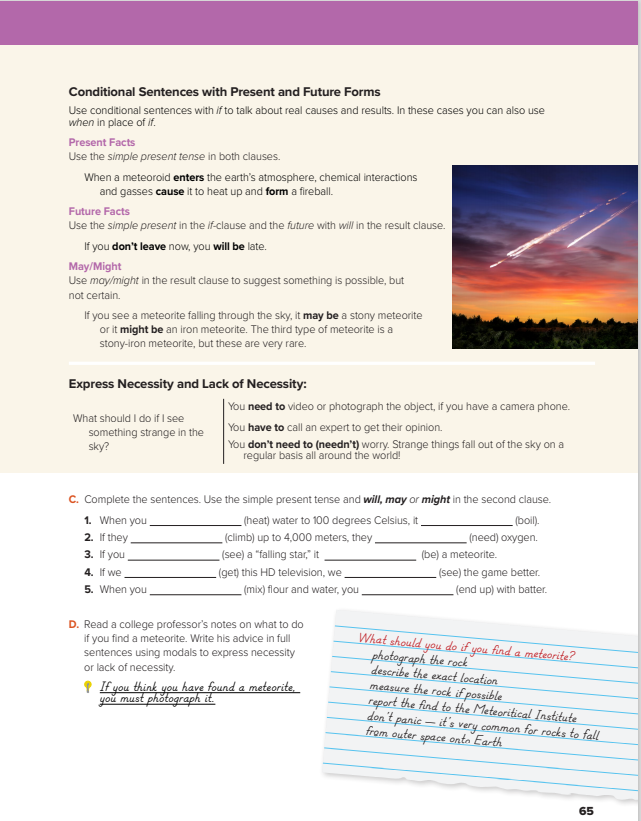 Conditional Sentences with Present and Future Forms
Use conditional sentences with if to talk about real causes and results. In these cases you can also use
when in place of if.
Present Facts
Use the simple present tense in both clauses.
When a meteoroid enters the earth's atmosphere, chemical interactions
and gasses cause it to heat up and form a fireball.
Future Facts
Use the simple present in the if-clause and the future with will in the result clause.
If you don't leave now, you will be late.
May/Might
Use may/might in the result clause to suggest something is possible, but
not certain.
If you see a meteorite falling through the sky, it may be a stony meteorite
or it might be an iron meteorite. The third type of meteorite is a
stony-iron meteorite, but these are very rare.
Express Necessity and Lack of Necessity:
What should I do if I see
something strange in the
sky?
You need to video or photograph the object, if you have a camera phone.
You have to call an expert to get their opinion.
You don't need to (needn't) worry. Strange things fall out of the sky on a
regular basis all around the world!
C. Complete the sentences. Use the simple present tense and will, may or might in the second clause.
1. When you ________ (heat) water to 100 degrees Celsius, it ________ (boil).
2. If they ________ (climb) up to 4,000 meters, they ________ (need) oxygen.
3. If you ________ (see) a "falling star," it ________ (be) a meteorite.
4. If we ________ (get) this HD television, we ________ (see) the game better.
5. When you ________ (mix) flour and water, you ________ (end up) with batter.
D. Read a college professor's notes on what to do
if you find a meteorite. Write his advice in full
sentences using modals to express necessity
or lack of necessity.
If you think you have found a meteorite,
you must photograph it.
What should you do if you find a meteorite?
photograph the rock
describe the exact location
measure the rock if possible
report the find to the Meteoritical Institute
don't panic — it's very common for rocks to fall
from outer space onto Earth
65